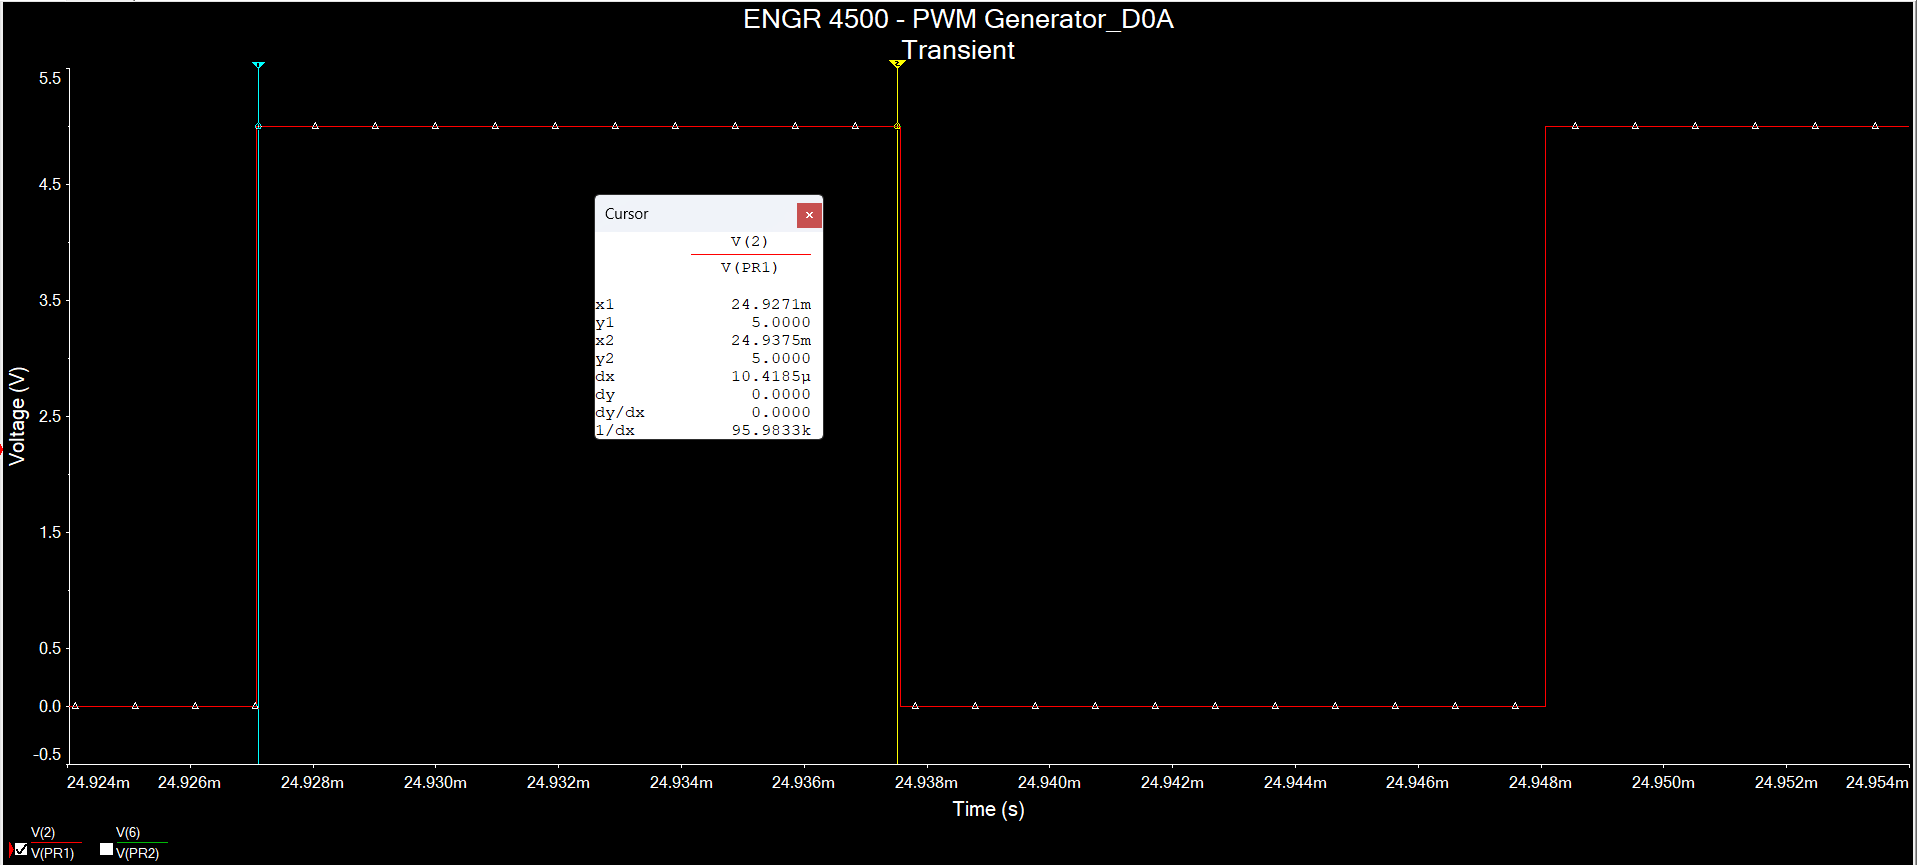 ENGR 4500 - PWM Generator_D0A
Transient
5.5
4.5
3.5
2.5
1.5
0.5
0.0
-0.5
Voltage (V)
1
2
Cursor
V(2)
V(PR1)
x1 24.9271m
y1 5.0000
x2 24.9375m
y2 5.0000
dx 10.4185µ
dy 0.0000
dy/dx 0.0000
1/dx 95.9833k
24.924m 24.926m 24.928m 24.930m 24.932m 24.934m 24.936m 24.938m 24.940m 24.942m 24.944m 24.946m 24.948m 24.950m 24.952m 24.954m
Time (s)
V(2) V(6)
V(PR1) V(PR2)